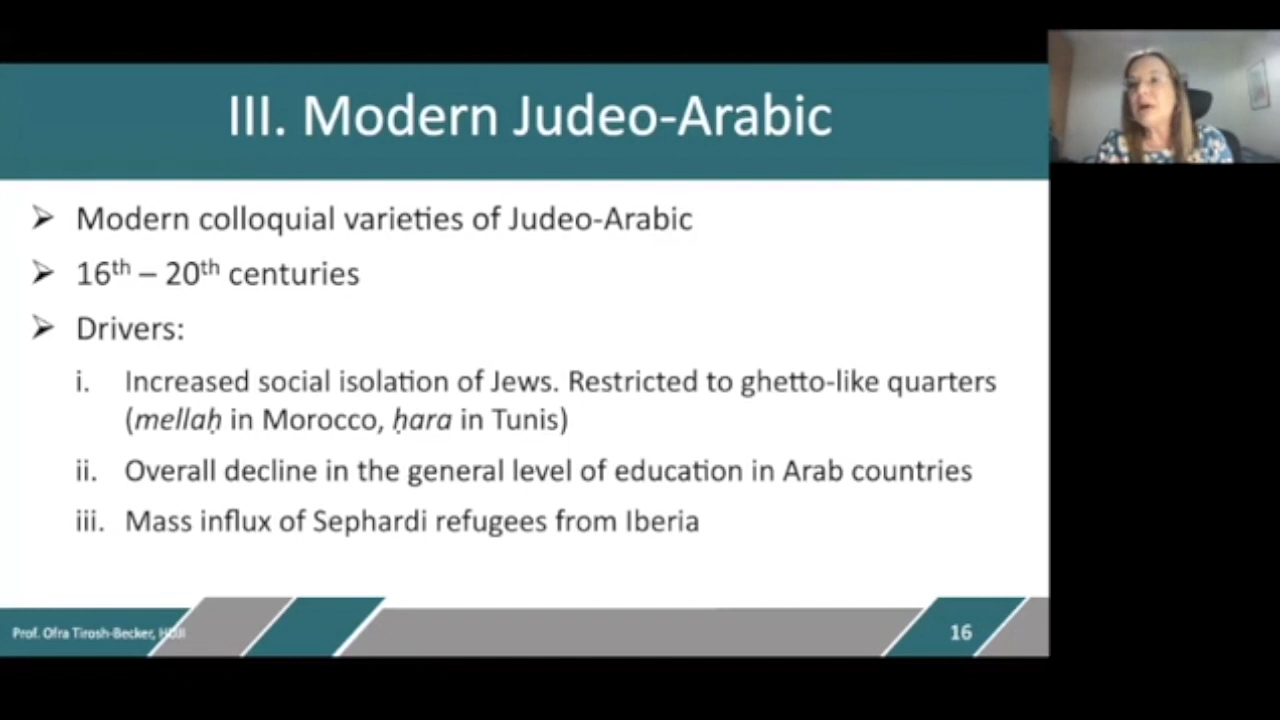 III. Modern Judeo-Arabic
➤ Modern colloquial varieties of Judeo-Arabic
➤ 16th – 20th centuries
➤ Drivers:
i. Increased social isolation of Jews. Restricted to ghetto-like quarters
(mellaḥ in Morocco, ḥara in Tunis)
ii. Overall decline in the general level of education in Arab countries
iii. Mass influx of Sephardi refugees from Iberia
Prof. Ofra Tirosh-Becker, HUJI
16